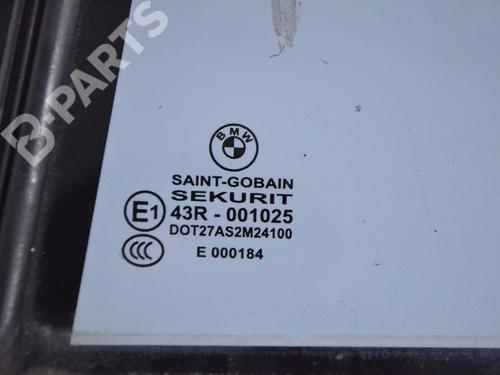 B-PARTS
BMW
SAINT-GOBAIN
SEKURIT
E1 43R - 001025
DOT27AS2M24100
CCC E 000184